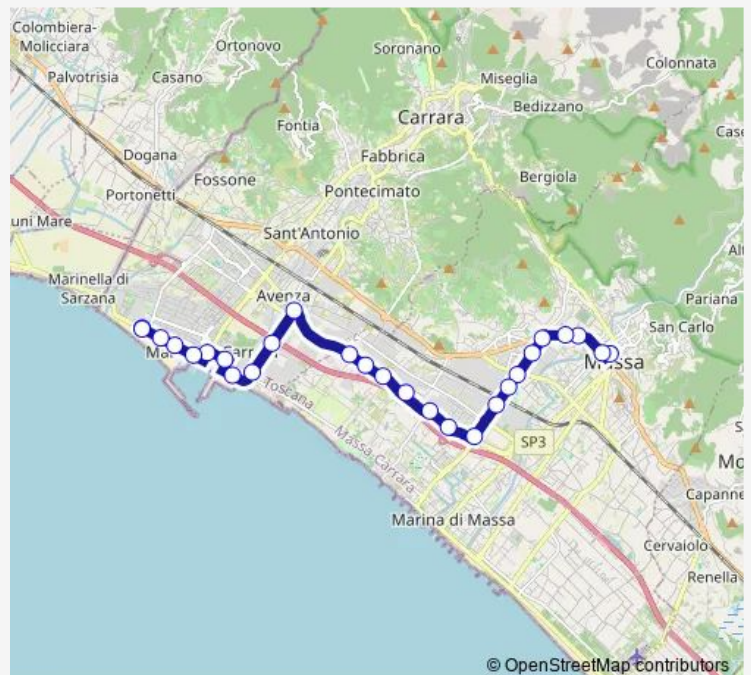 Colombiera-
Molicciara
Ortonovo
Sorgnano
Colonnata
Palvotrisia
Casano
Miseglia
Bedizzano
Carrara
Fontia
Dogana
Fabbrica
Bergiola
Fossone
Portonetti
Pontecimato
uni Mare
Sant'Antonio
Marinella di
Sarzana
Avenza
Pariana
San Carlo
Massa
Toscana
Massa-Carrara
SP3
Marina di Massa
Capanne
Cervaiolo
Renella
© OpenStreetMap contributors